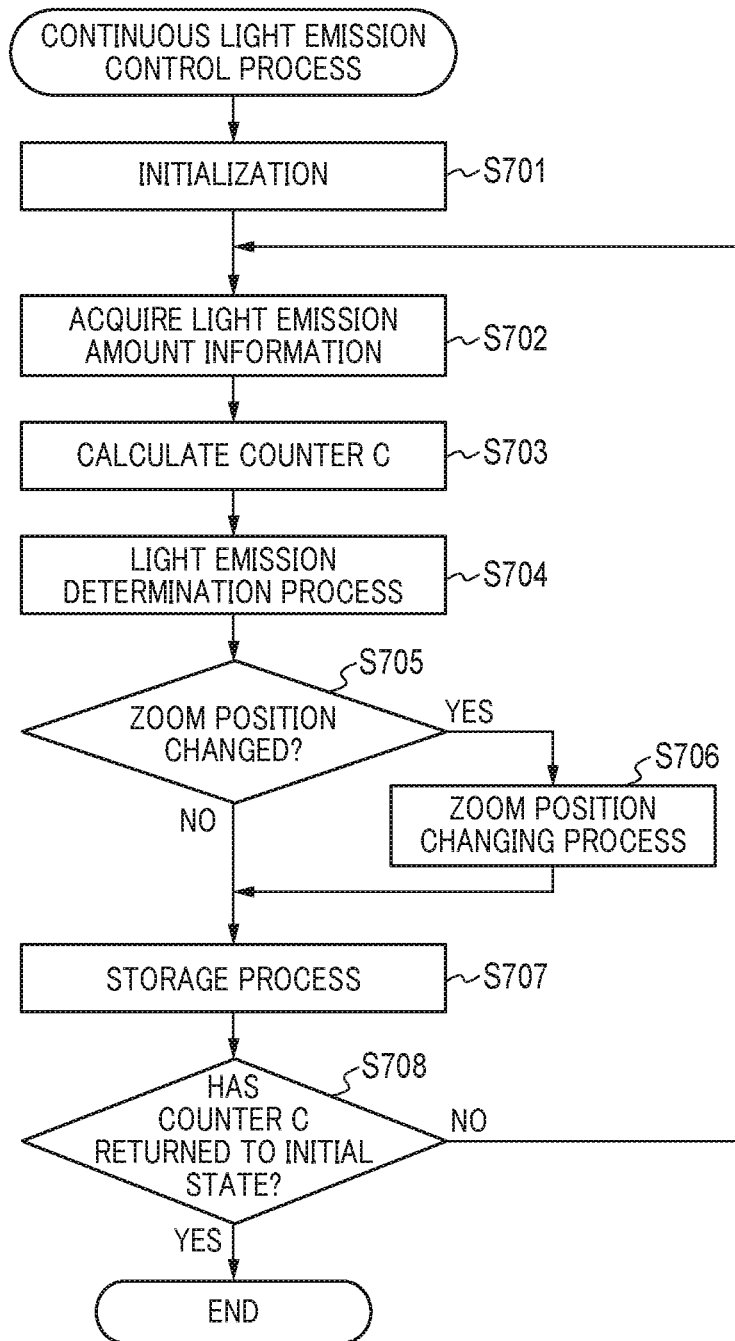 CONTINUOUS LIGHT EMISSION
CONTROL PROCESS
INITIALIZATION
S701
ACQUIRE LIGHT EMISSION
AMOUNT INFORMATION
S702
CALCULATE COUNTER C
S703
LIGHT EMISSION
DETERMINATION PROCESS
S704
S705
ZOOM POSITION
CHANGED?
YES
NO
S706
ZOOM POSITION
CHANGING PROCESS
STORAGE PROCESS
S707
S708
HAS
COUNTER C
RETURNED TO INITIAL
STATE?
NO
YES
END